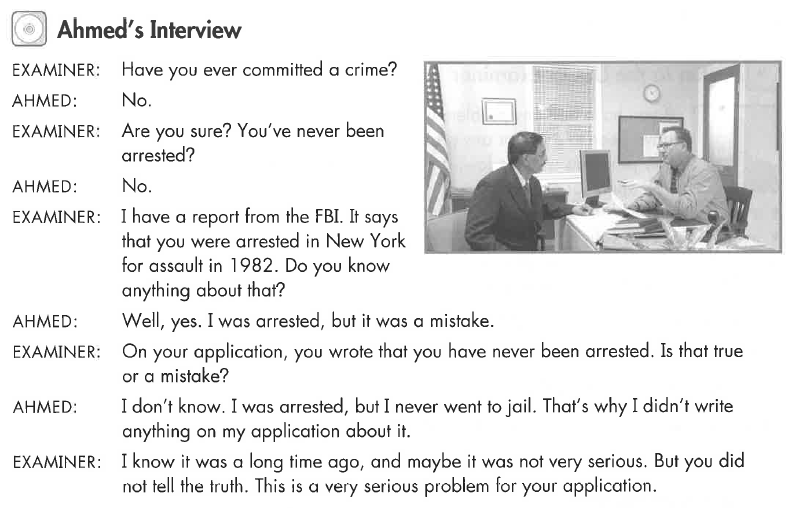 Ahmed's Interview
EXAMINER: Have you ever committed a crime?
AHMED: No.
EXAMINER: Are you sure? You've never been
arrested?
AHMED: No.
EXAMINER: I have a report from the FBI. It says
that you were arrested in New York
for assault in 1982. Do you know
anything about that?
AHMED: Well, yes. I was arrested, but it was a mistake.
EXAMINER: On your application, you wrote that you have never been arrested. Is that true
or a mistake?
AHMED: I don't know. I was arrested, but I never went to jail. That's why I didn't write
anything on my application about it.
EXAMINER: I know it was a long time ago, and maybe it was not very serious. But you did
not tell the truth. This is a very serious problem for your application.